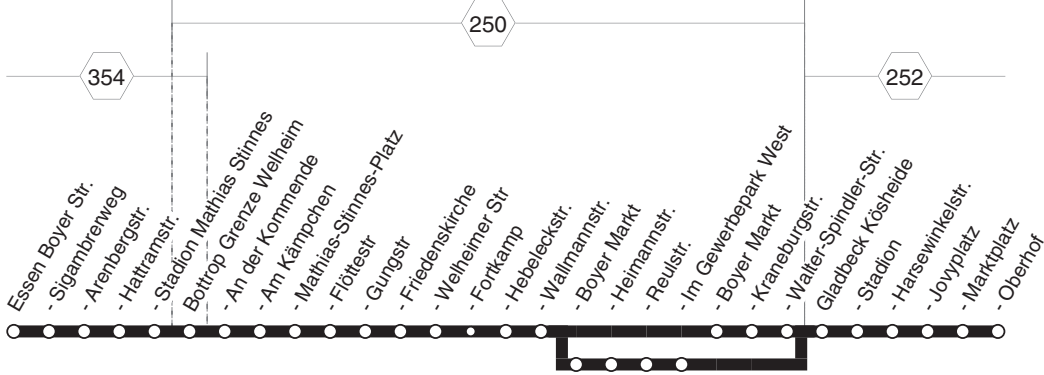 250
354
252
Essen Boyer Str.
- Sigambrerweg
- Arenbergstr.
- Hattramstr.
- Stadion Mathias Stinnes
Bottrop Grenze Welheim
- An der Kommende
- Am Kämpchen
- Mathias-Stinnes-Platz
- Flöttestr
- Gungstr
- Friedenskirche
- Welheimer Str
- Fortkamp
- Hebeleckstr.
- Wallmannstr.
- Boyer Markt
- Heimannstr.
- Reulstr.
- Im Gewerbepark West
- Boyer Markt
- Kraneburgstr.
- Walter-Spindler-Str.
Gladbeck Kösheide
- Stadion
- Harsewinkelstr.
- Jovyplatz
- Marktplatz
- Oberhof